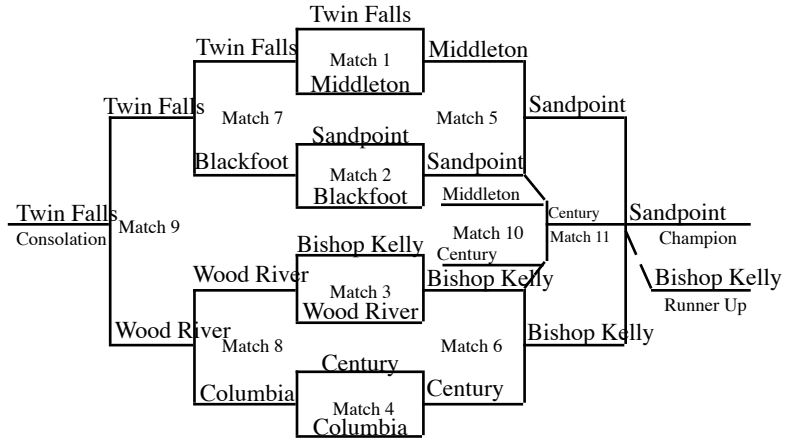 Twin Falls
Twin Falls
Match 1
Middleton
Middleton
Twin Falls
Match 7
Match 5
Sandpoint
Sandpoint
Blackfoot
Match 2
Sandpoint
Blackfoot
Middleton
Twin Falls
Consolation
Match 9
Century
Match 10
Match 11
Sandpoint
Champion
Bishop Kelly
Century
Wood River
Match 3
Bishop Kelly
Bishop Kelly
Wood River
Runner Up
Wood River
Match 8
Match 6
Bishop Kelly
Century
Columbia
Match 4
Century
Columbia